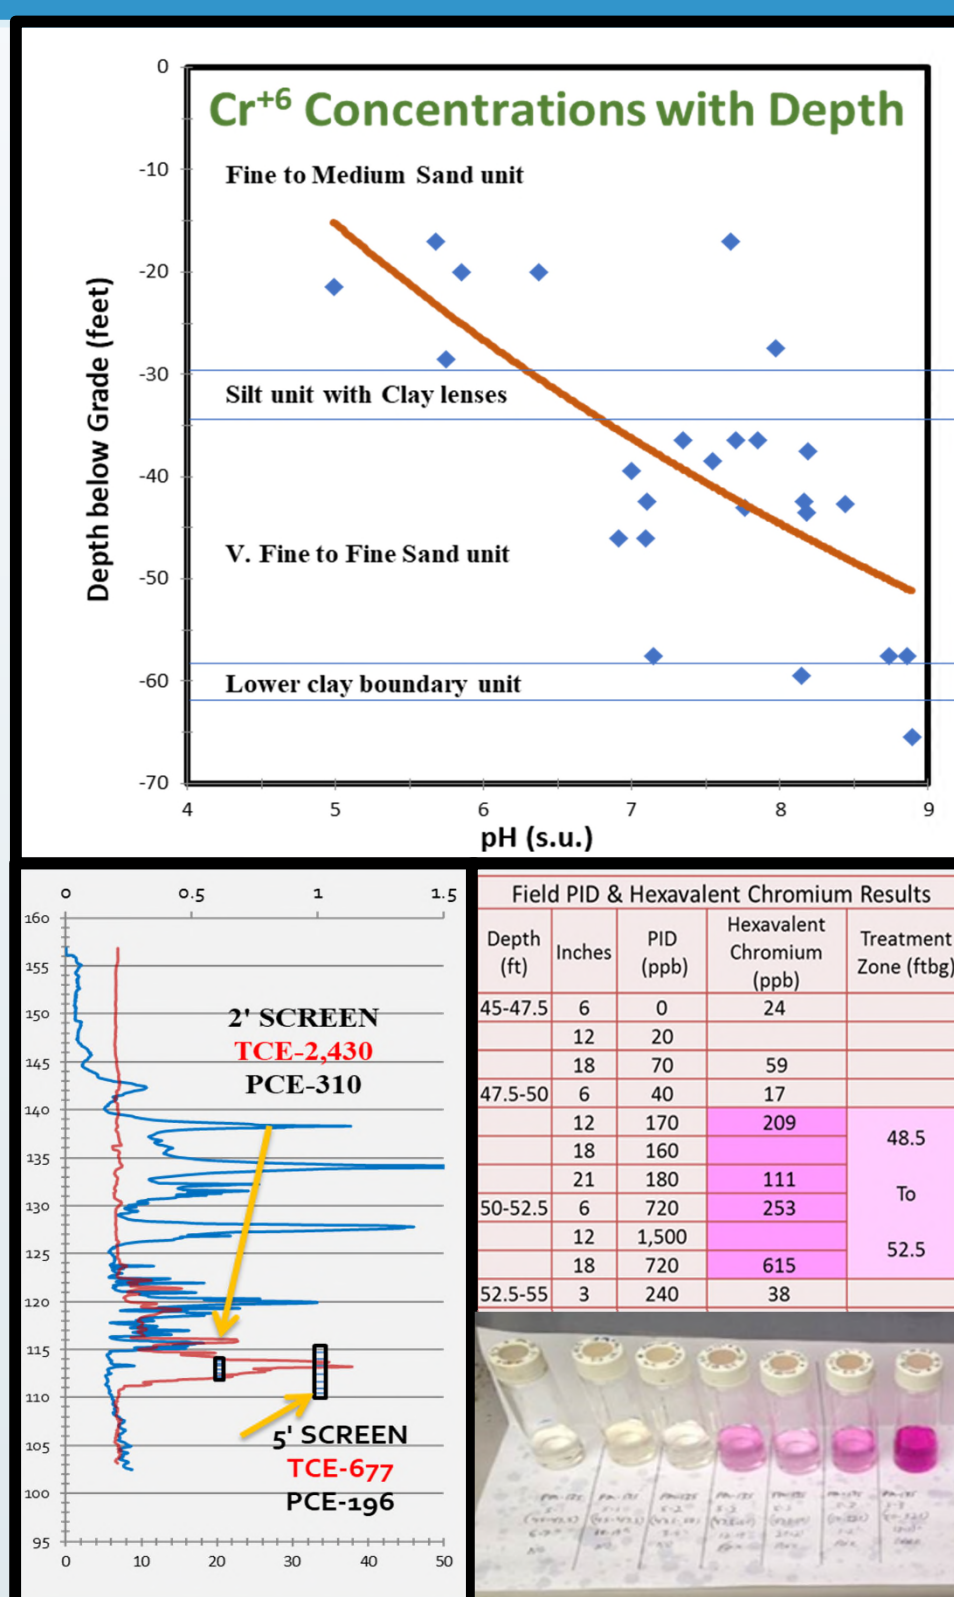 Cr+6 Concentrations with Depth
0
-10
-20
-30
-40
-50
-60
-70
Depth below Grade (feet)
Fine to Medium Sand unit
Silt unit with Clay lenses
V. Fine to Fine Sand unit
Lower clay boundary unit
4 5 6 7 8 9
pH (s.u.)
0 0.5 1 1.5
160
155
150
145
140
135
130
125
120
115
110
105
100
95
0 10 20 30 40 50
2' SCREEN
TCE-2,430
PCE-310
5' SCREEN
TCE-677
PCE-196
Field PID & Hexavalent Chromium Results
Depth (ft) Inches PID (ppb) Hexavalent Chromium (ppb) Treatment Zone (ftbg)
45-47.5 6 0 24
12 20
18 70 59
47.5-50 6 40 17
12 170 209
48.5
18 160
21 180 111
To
50-52.5 6 720 253
12 1,500
52.5
18 720 615
52.5-55 3 240 38